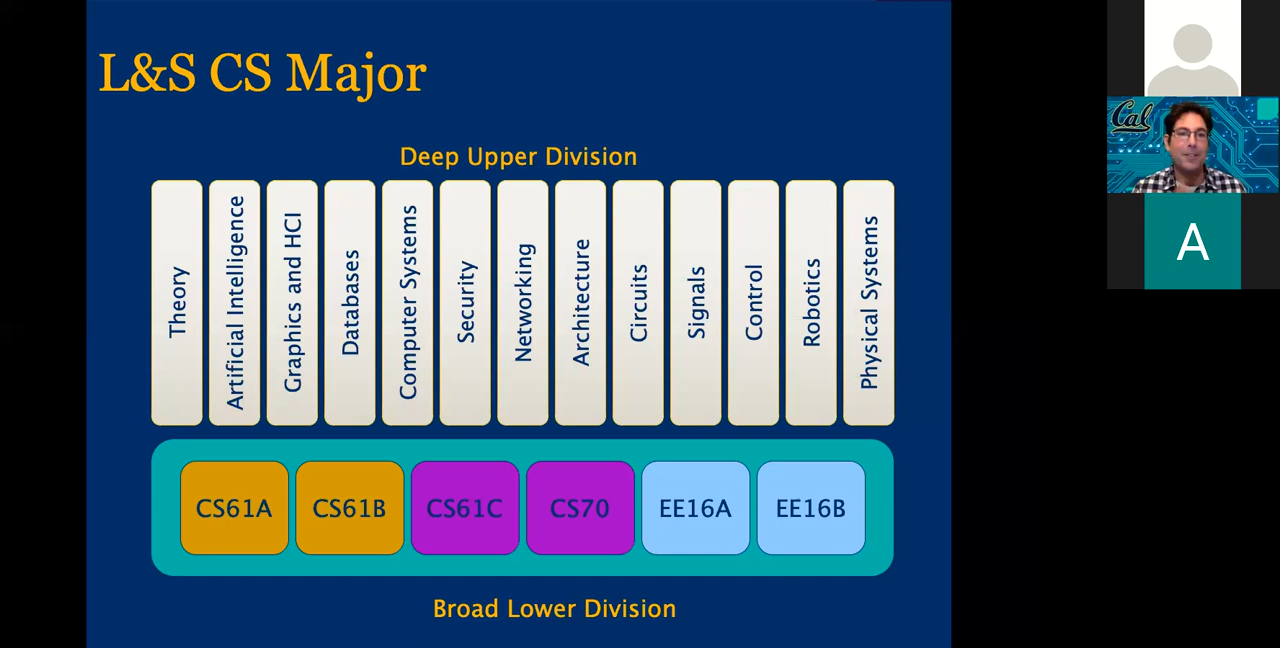 L&S CS Major
Deep Upper Division
Theory
Artificial Intelligence
Graphics and HCI
Databases
Computer Systems
Security
Networking
Architecture
Circuits
Signals
Control
Robotics
Physical Systems
CS61A
CS61B
CS61C
CS70
EE16A
EE16B
Broad Lower Division
Cal
A